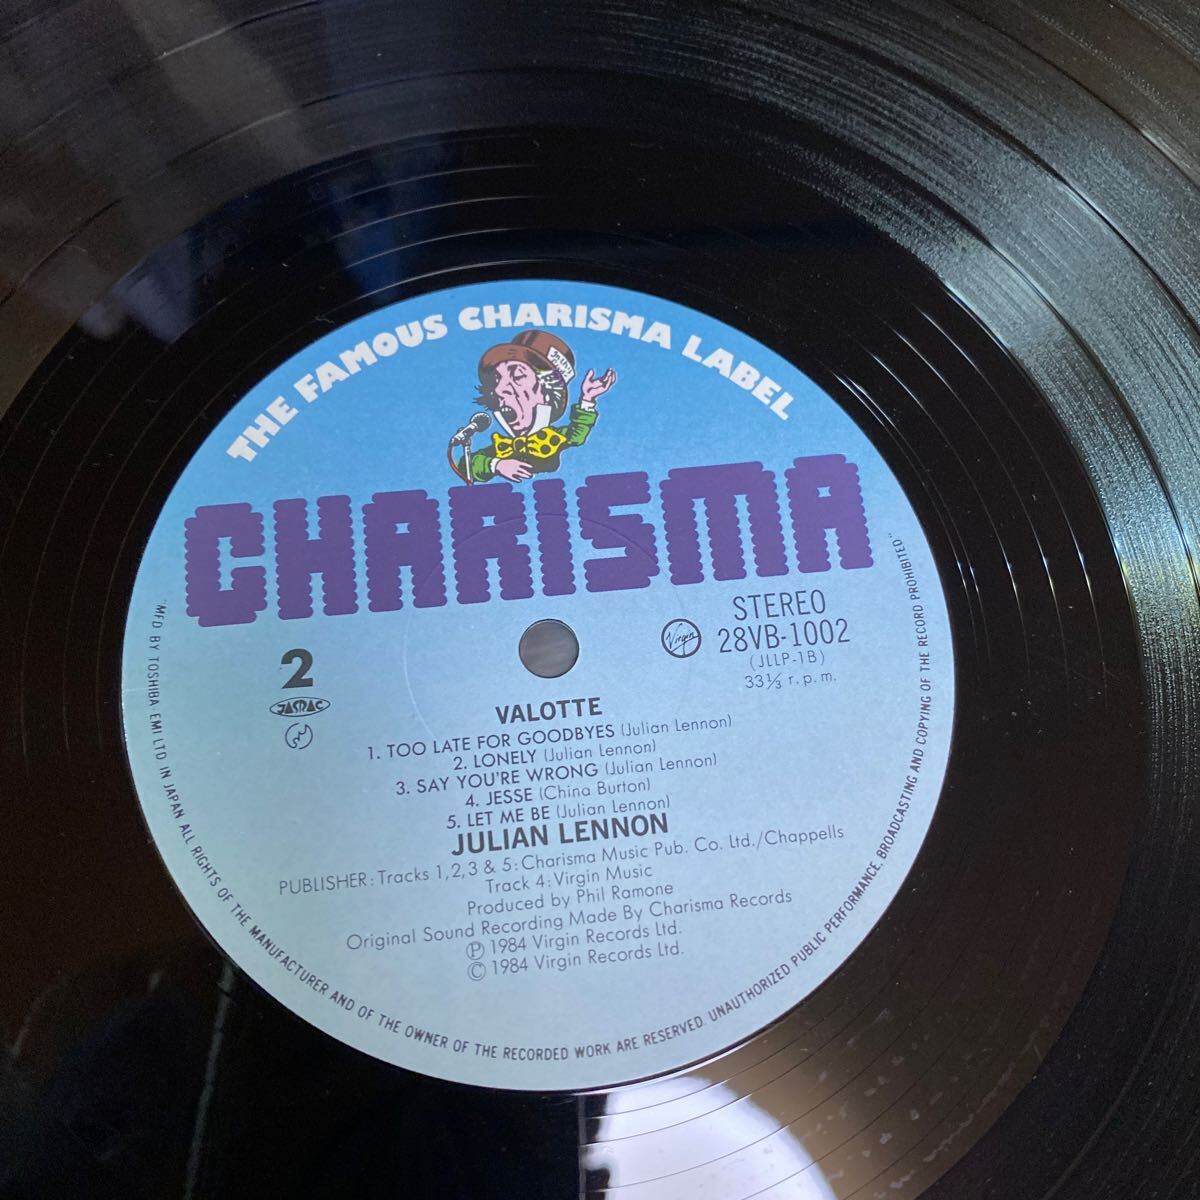 THE FAMOUS CHARISMA LABEL
CHARISMA
2
JASRAC
Virgin
STEREO
28VB-1002
(JLLP-1B)
33⅓ r.p.m.
VALOTTE
1. TOO LATE FOR GOODBYES (Julian Lennon)
2. LONELY (Julian Lennon)
3. SAY YOU'RE WRONG (Julian Lennon)
4. JESSE (China Burton)
5. LET ME BE (Julian Lennon)
JULIAN LENNON
PUBLISHER: Tracks 1,2,3 & 5: Charisma Music Pub. Co. Ltd./Chappells
Track 4: Virgin Music
Produced by Phil Ramone
Original Sound Recording Made By Charisma Records
Ⓟ 1984 Virgin Records Ltd.
© 1984 Virgin Records Ltd.
"MFD. BY TOSHIBA EMI LTD IN JAPAN ALL RIGHTS OF THE MANUFACTURER AND OF THE OWNER OF THE RECORDED WORK ARE RESERVED. UNAUTHORIZED PUBLIC PERFORMANCE, BROADCASTING AND COPYING OF THE RECORD PROHIBITED."